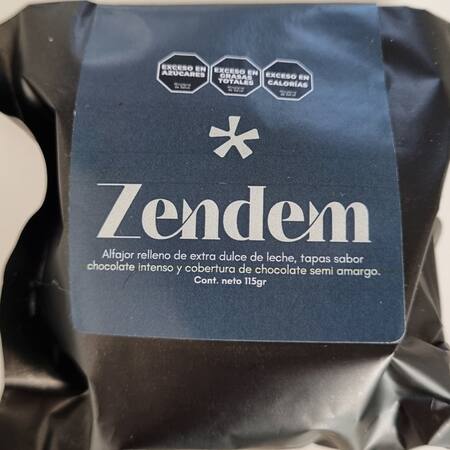 EXCESO EN AZÚCARES
EXCESO EN GRASAS TOTALES
EXCESO EN CALORÍAS
Zendem
Alfajor relleno de extra dulce de leche, tapas sabor
chocolate intenso y cobertura de chocolate semi amargo.
Cont. neto 115gr